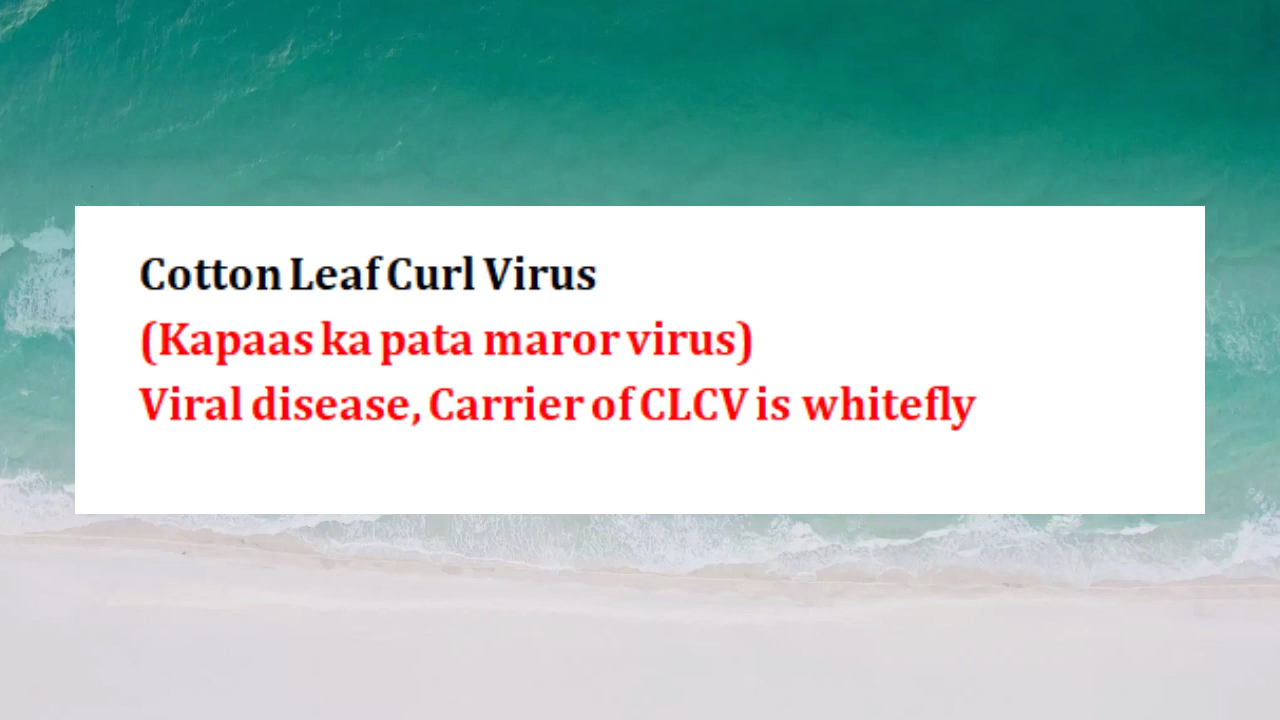 Cotton Leaf Curl Virus
(Kapaas ka pata maror virus)
Viral disease, Carrier of CLCV is whitefly